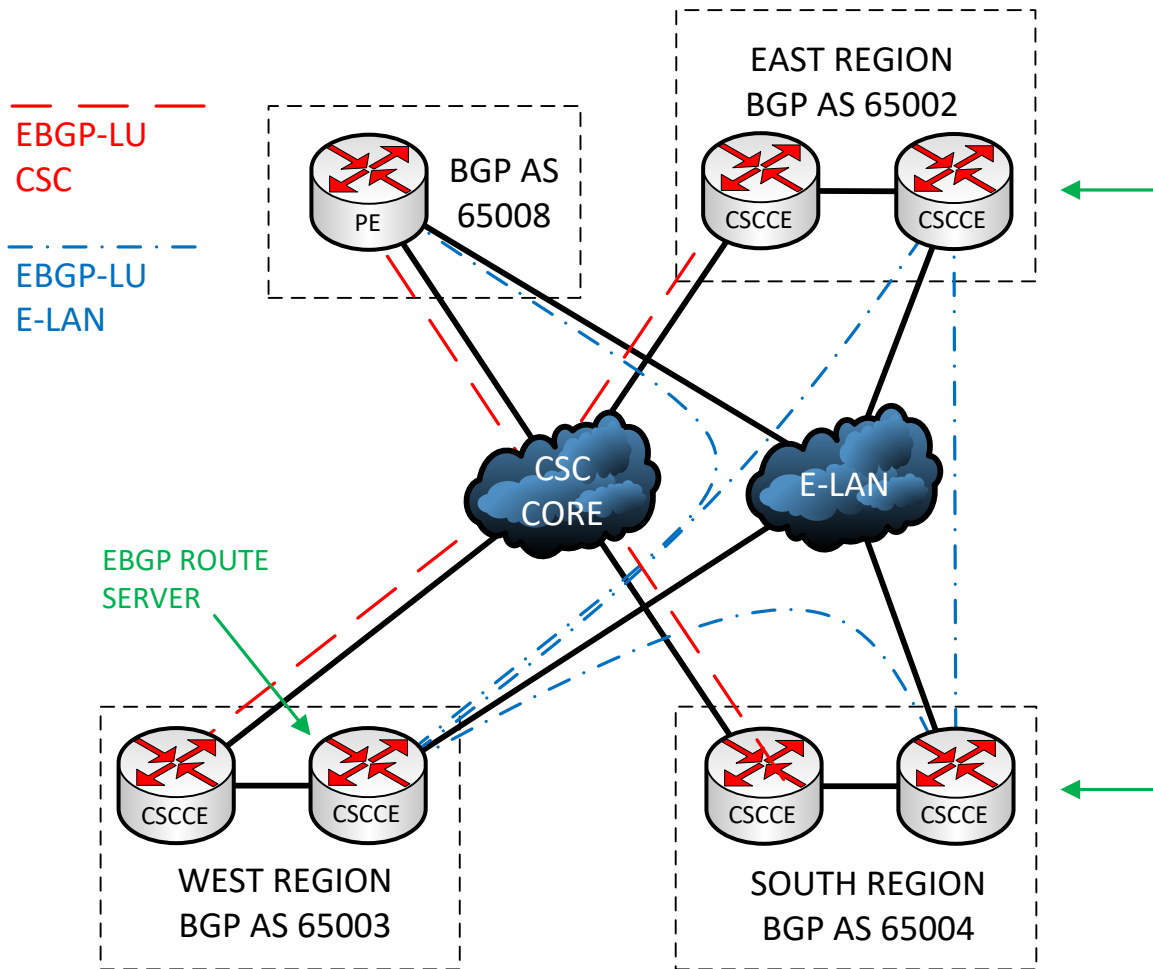 EAST REGION
BGP AS 65002
EBGP-LU
CSC
BGP AS
65008
PE
CSCCE
CSCCE
EBGP-LU
E-LAN
CSC
CORE
E-LAN
EBGP ROUTE
SERVER
CSCCE
CSCCE
CSCCE
CSCCE
WEST REGION
BGP AS 65003
SOUTH REGION
BGP AS 65004